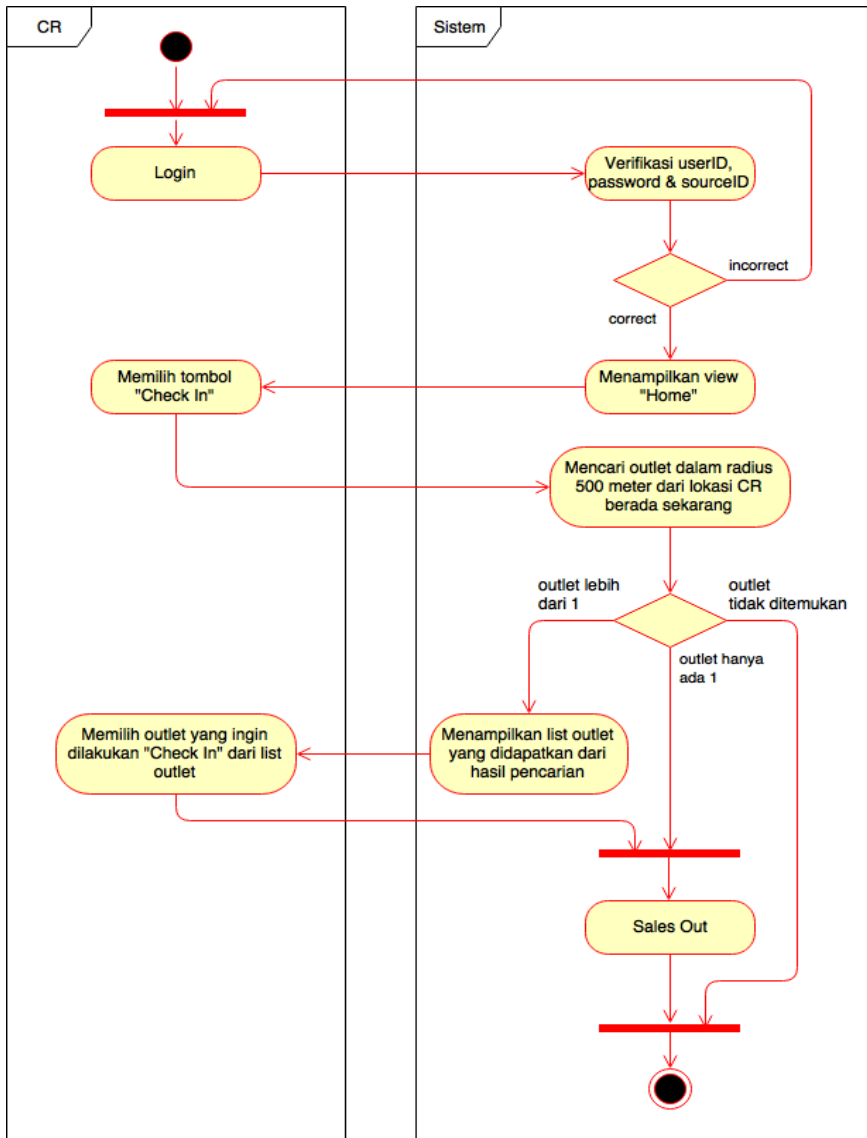 CR
Sistem
Login
Verifikasi userID,
password & sourceID
incorrect
correct
Memilih tombol
"Check In"
Menampilkan view
"Home"
Mencari outlet dalam radius
500 meter dari lokasi CR
berada sekarang
outlet lebih
dari 1
outlet
tidak ditemukan
outlet hanya
ada 1
Memilih outlet yang ingin
dilakukan "Check In" dari list
outlet
Menampilkan list outlet
yang didapatkan dari
hasil pencarian
Sales Out